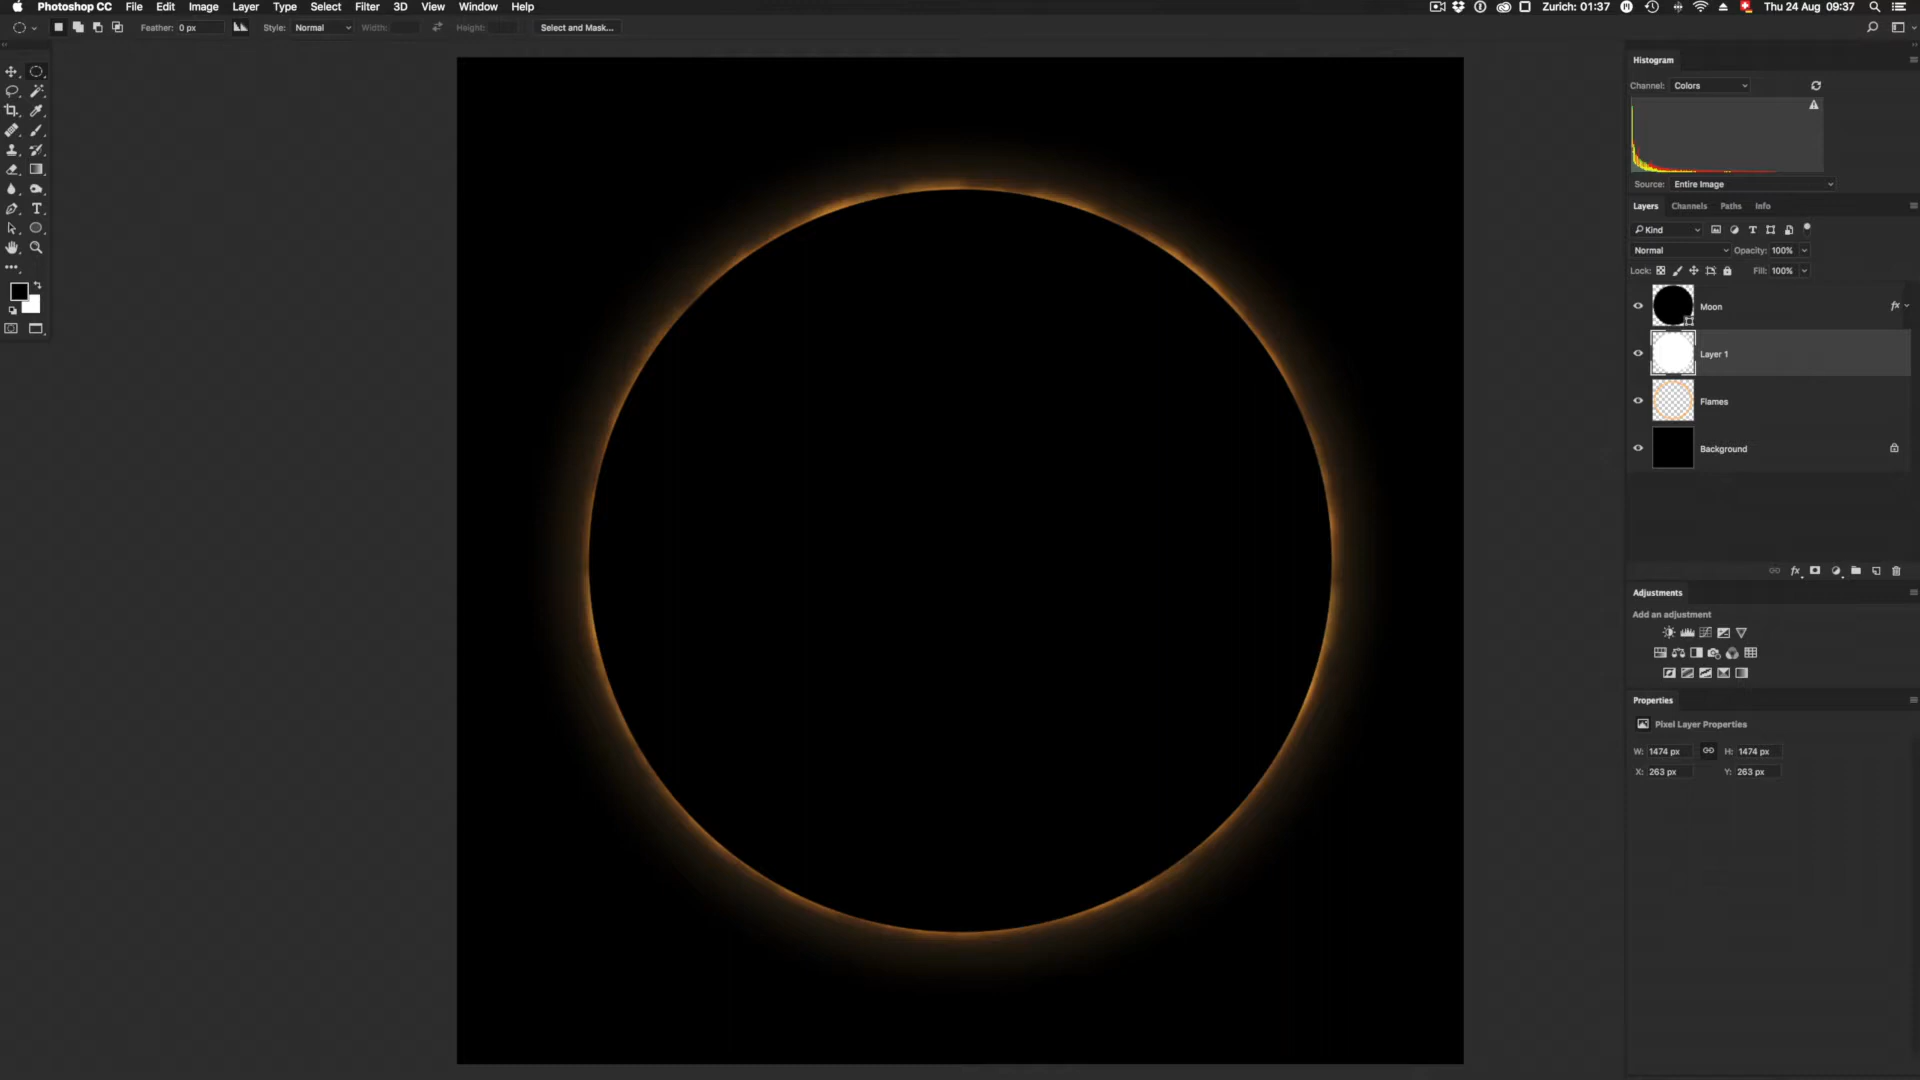 Photoshop CC File Edit Image Layer Type Select Filter 3D View Window Help Zurich: 01:37 Thu 24 Aug 09:37
Feather: 0 px Style: Normal Width: Height: Select and Mask...
Histogram
Channel: Colors
Source: Entire Image
Layers Channels Paths Info
Kind
Normal Opacity: 100%
Lock: Fill: 100%
Moon fx
Layer 1
Flames
Background
fx
Adjustments
Add an adjustment
Properties
Pixel Layer Properties
W: 1474 px H: 1474 px
X: 263 px Y: 263 px